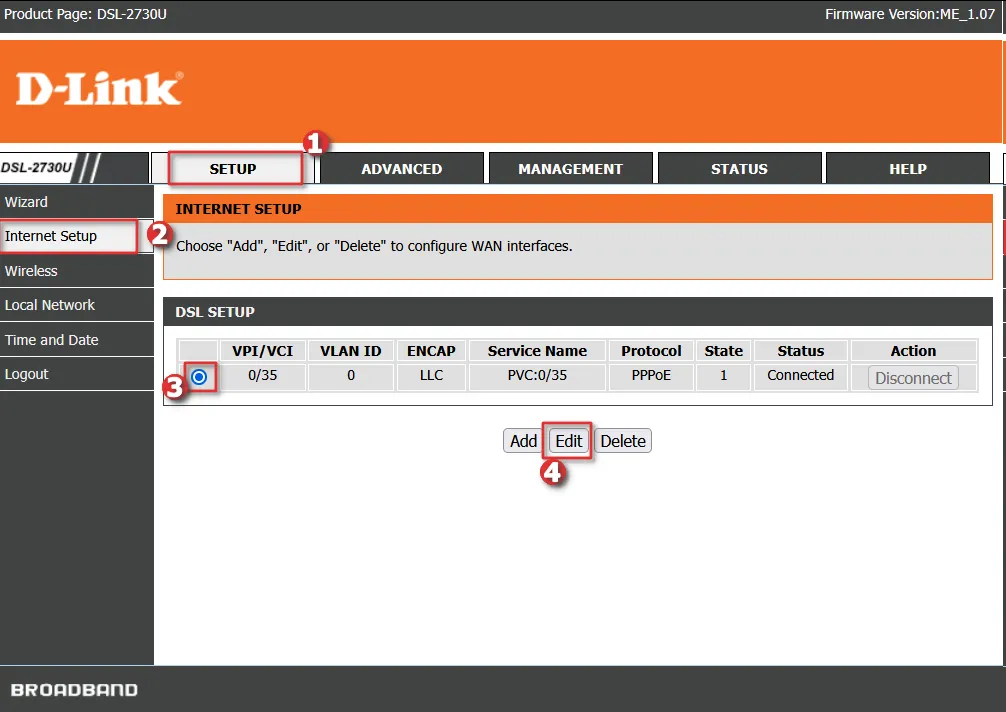 Product Page: DSL-2730U Firmware Version:ME_1.07
D-Link®
1
DSL-2730U SETUP ADVANCED MANAGEMENT STATUS HELP
Wizard
Internet Setup
2
Wireless
Local Network
Time and Date
Logout
INTERNET SETUP
Choose "Add", "Edit", or "Delete" to configure WAN interfaces.
DSL SETUP
VPI/VCI VLAN ID ENCAP Service Name Protocol State Status Action
3 0/35 0 LLC PVC:0/35 PPPoE 1 Connected Disconnect
Add Edit Delete
4
BROADBAND